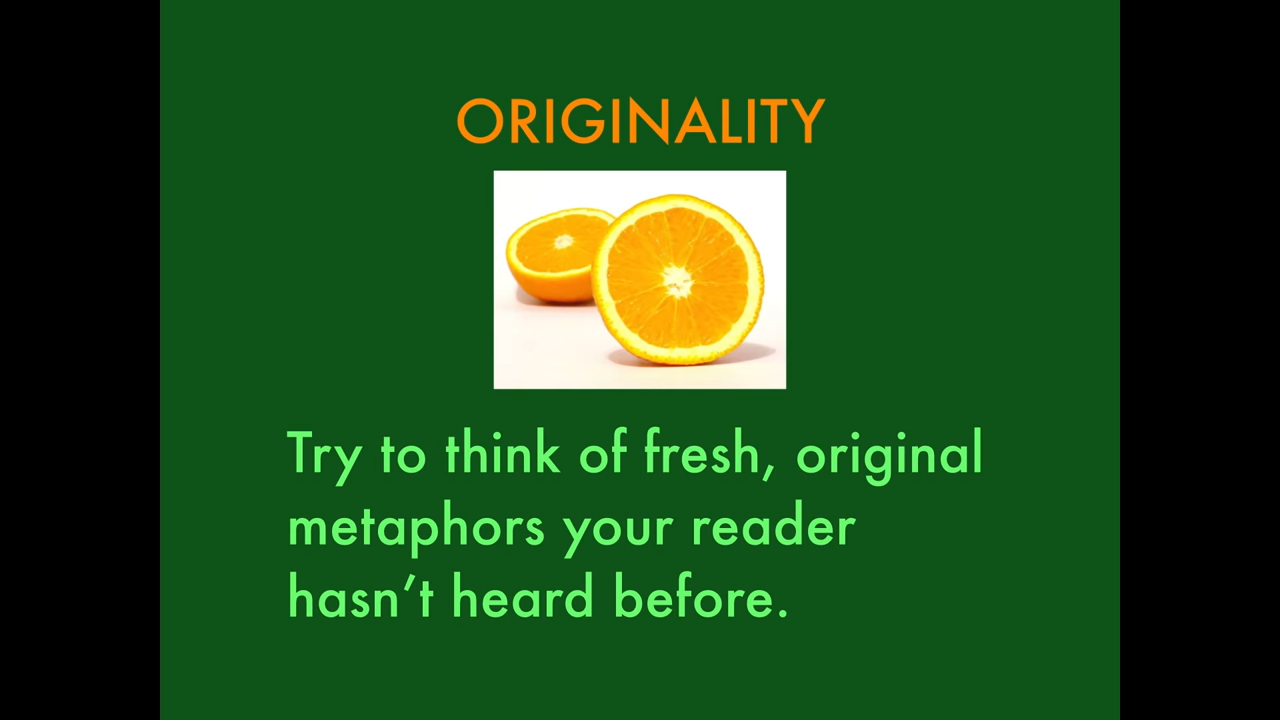 ORIGINALITY
Try to think of fresh, original
metaphors your reader
hasn’t heard before.